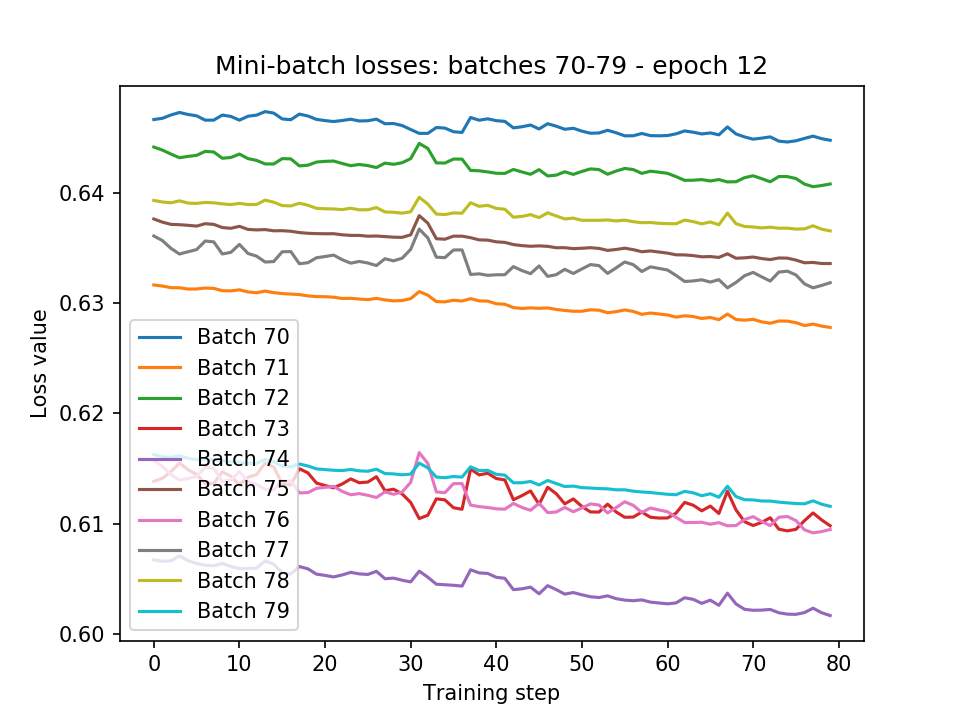 Mini-batch losses: batches 70-79 - epoch 12
Loss value
0.64
0.63
0.62
0.61
0.60
Batch 70
Batch 71
Batch 72
Batch 73
Batch 74
Batch 75
Batch 76
Batch 77
Batch 78
Batch 79
0 10 20 30 40 50 60 70 80
Training step